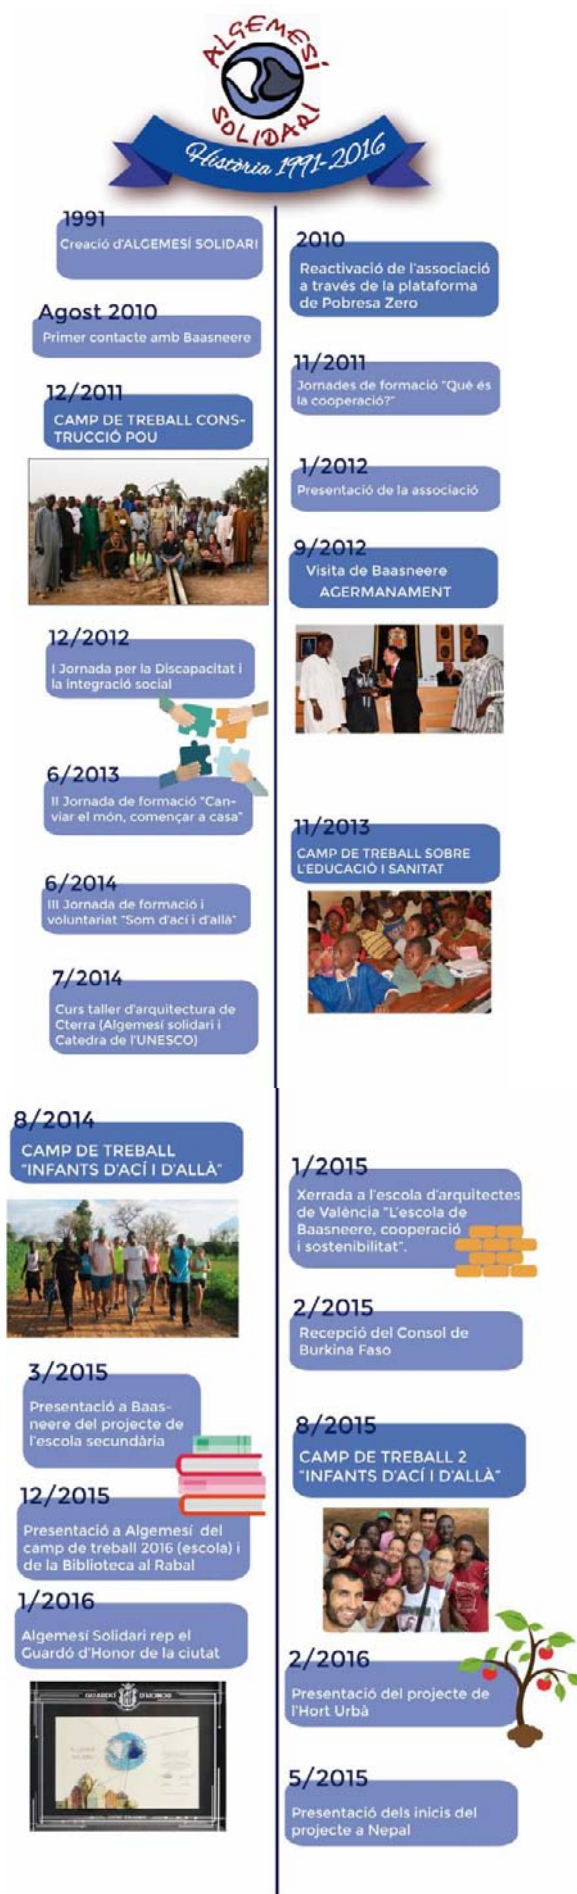 ALGEMESÍ
SOLIDARI
Història 1991-2016
1991
Creació d'ALGEMESÍ SOLIDARI
2010
Reactivació de l'associació
a través de la plataforma
de Pobresa Zero
Agost 2010
Primer contacte amb Baasneere
11/2011
Jornades de formació "Què és
la cooperació?"
12/2011
CAMP DE TREBALL CONS-
TRUCCIÓ POU
1/2012
Presentació de la associació
9/2012
Visita de Baasneere
AGERMANAMENT
12/2012
I Jornada per la Discapacitat i
la integració social
6/2013
II Jornada de formació "Can-
viar el món, començar a casa"
11/2013
CAMP DE TREBALL SOBRE
L'EDUCACIÓ I SANITAT
6/2014
III Jornada de formació i
voluntariat "Som d'ací i d'allà"
7/2014
Curs taller d'arquitectura de
Cterra (Algemesí solidari i
Catedra de l'UNESCO)
8/2014
CAMP DE TREBALL
"INFANTS D'ACÍ I D'ALLÀ"
1/2015
Xerrada a l'escola d'arquitectes
de València "L'escola de
Baasneere, cooperació
i sostenibilitat".
2/2015
Recepció del Consol de
Burkina Faso
3/2015
Presentació a Baas-
neere del projecte de
l'escola secundària
8/2015
CAMP DE TREBALL 2
"INFANTS D'ACÍ I D'ALLÀ"
12/2015
Presentació a Algemesí del
camp de treball 2016 (escola) i
de la Biblioteca al Rabal
1/2016
Algemesí Solidari rep el
Guardó d'Honor de la ciutat
2/2016
Presentació del projecte de
l'Hort Urbà
GUARDÓ D'HONOR
5/2015
Presentació dels inicis del
projecte a Nepal